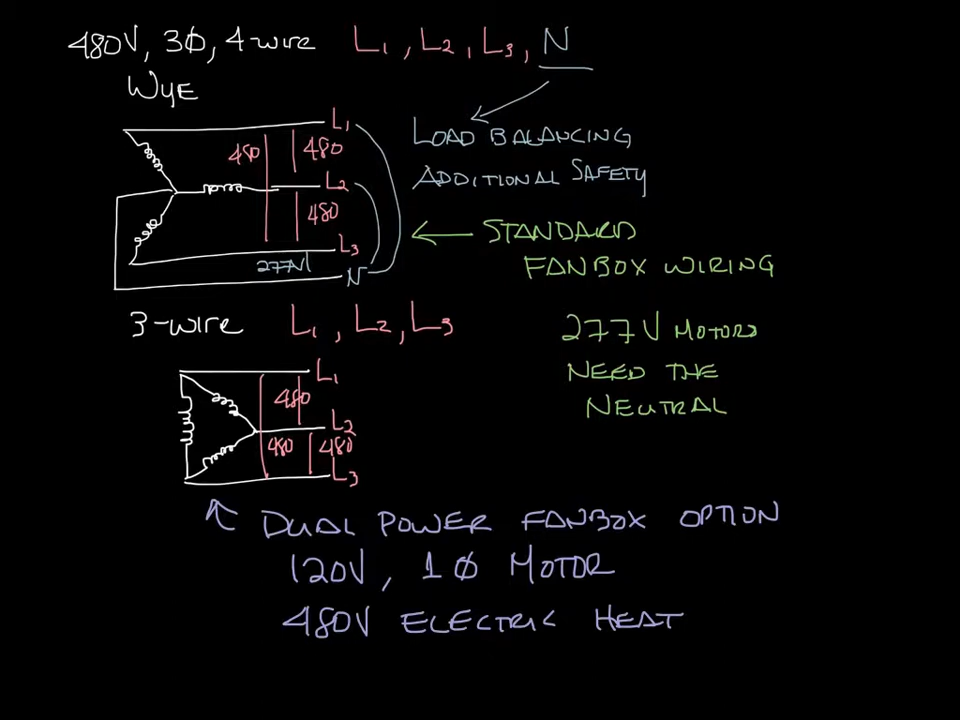 480V, 3Ø, 4-wire L1, L2, L3, N
WYE
L1
480
480
L2
480
L3
277V
N
LOAD BALANCING
ADDITIONAL SAFETY
STANDARD
FANBOX WIRING
3-wire L1, L2, L3
277V MOTORS
NEED THE
NEUTRAL
L1
480
L2
480
480
L3
DUAL POWER FANBOX OPTION
120V, 1Ø MOTOR
480V ELECTRIC HEAT